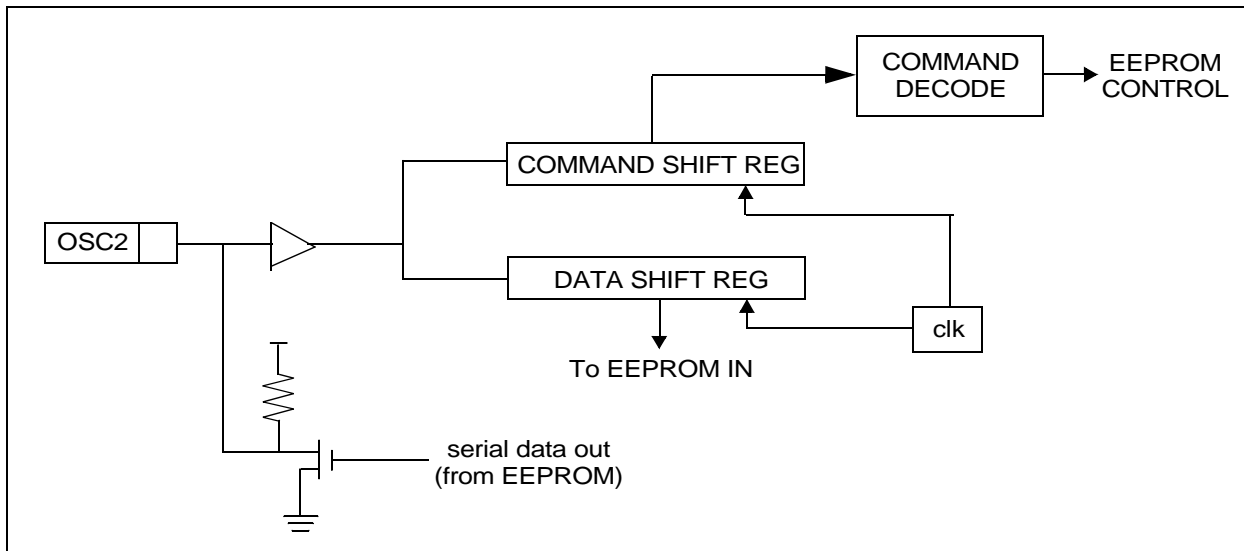 COMMAND
DECODE
EEPROM
CONTROL
COMMAND SHIFT REG
OSC2
DATA SHIFT REG
clk
To EEPROM IN
serial data out
(from EEPROM)